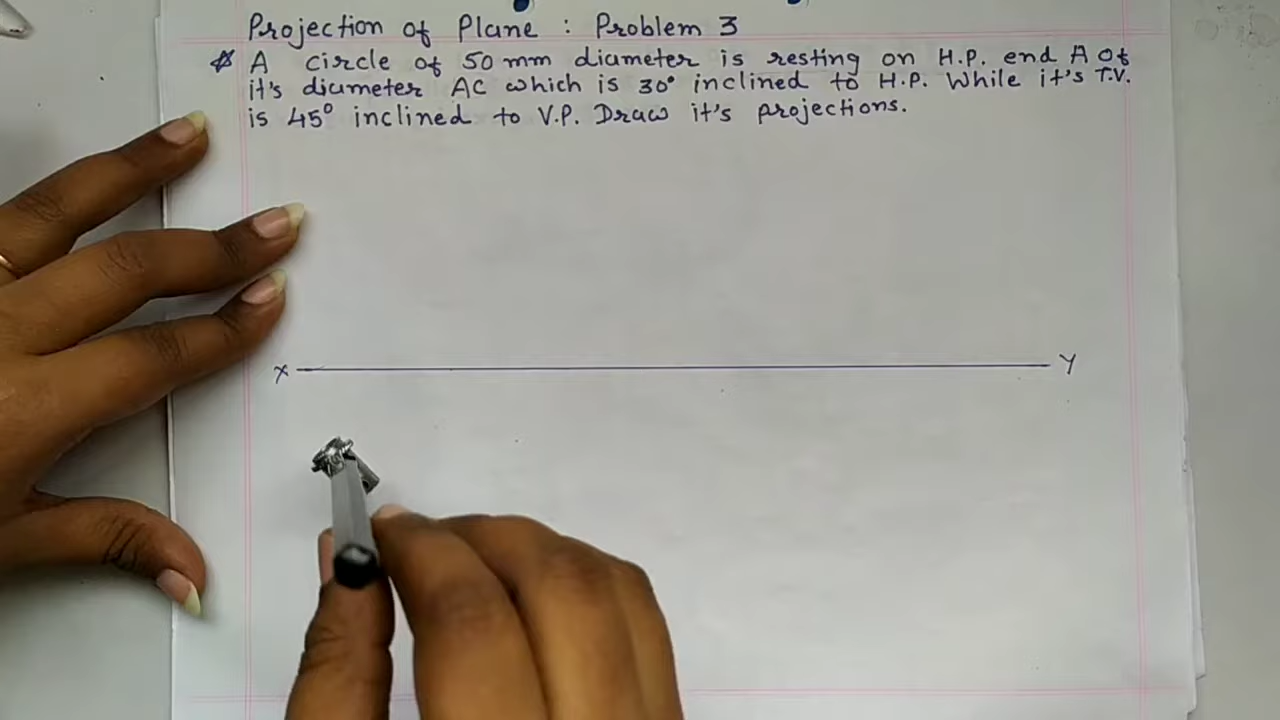 Projection of Plane : Problem 3
A circle of 50 mm diameter is resting on H.P. end A of
it's diameter AC which is 30° inclined to H.P. While it's T.V.
is 45° inclined to V.P. Draw it's projections.
X Y